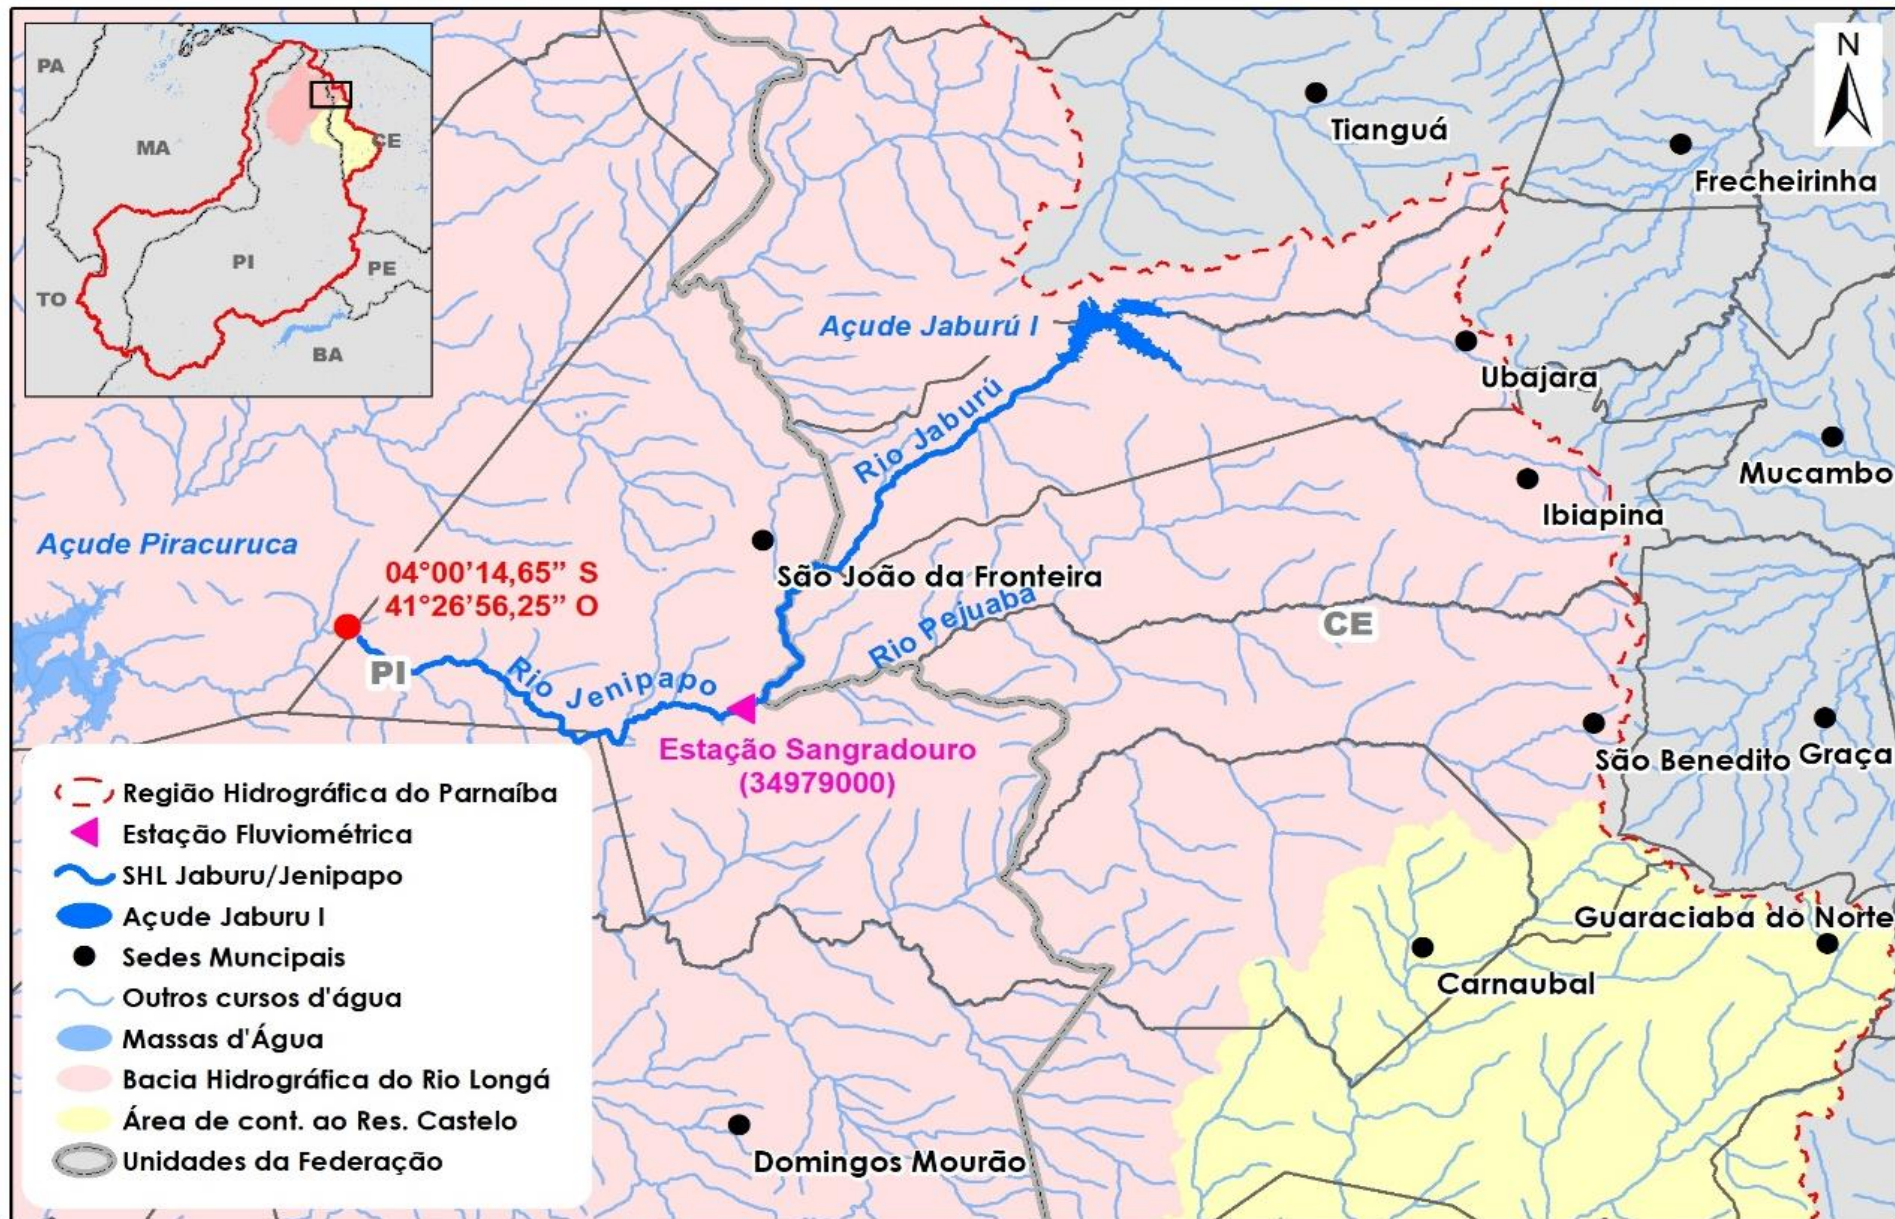 PA
MA
CE
PI
PE
TO
BA
N
Tianguá
Frecheirinha
Açude Jaburú I
Ubajara
Rio Jaburú
Mucambo
Ibiapina
Açude Piracuruca
04°00'14,65” S
41°26'56,25” O
São João da Fronteira
Rio Pejuaba
CE
PI
Rio Jenipapo
Estação Sangradouro
(34979000)
São Benedito
Graça
Região Hidrográfica do Parnaíba
Estação Fluviométrica
SHL Jaburu/Jenipapo
Açude Jaburu I
Sedes Muncipais
Outros cursos d'água
Massas d'Água
Bacia Hidrográfica do Rio Longá
Área de cont. ao Res. Castelo
Unidades da Federação
Guaraciaba do Norte
Carnaubal
Domingos Mourão